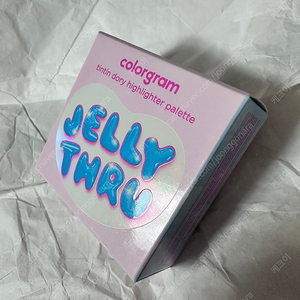 colorgram
tintin dory highlighter palette
JELLY
THRU